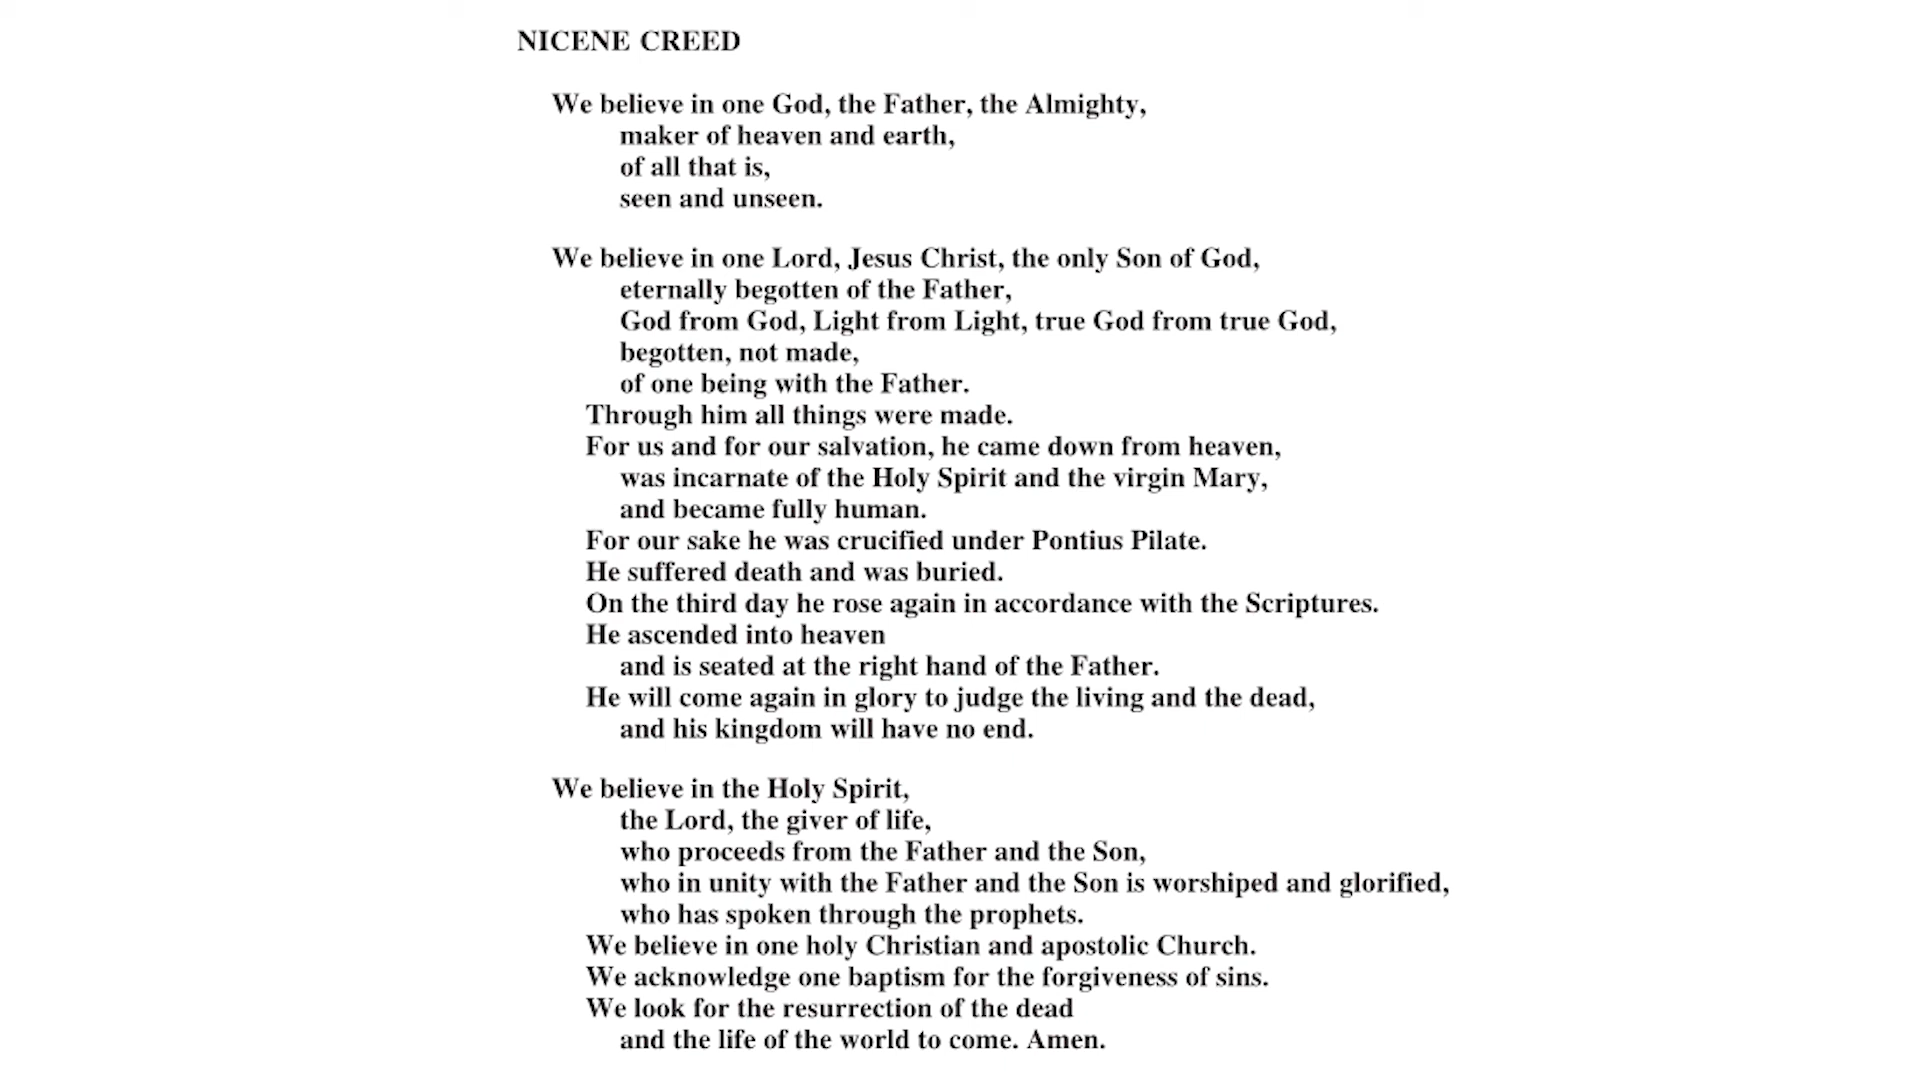 NICENE CREED
We believe in one God, the Father, the Almighty,
maker of heaven and earth,
of all that is,
seen and unseen.
We believe in one Lord, Jesus Christ, the only Son of God,
eternally begotten of the Father,
God from God, Light from Light, true God from true God,
begotten, not made,
of one being with the Father.
Through him all things were made.
For us and for our salvation, he came down from heaven,
was incarnate of the Holy Spirit and the virgin Mary,
and became fully human.
For our sake he was crucified under Pontius Pilate.
He suffered death and was buried.
On the third day he rose again in accordance with the Scriptures.
He ascended into heaven
and is seated at the right hand of the Father.
He will come again in glory to judge the living and the dead,
and his kingdom will have no end.
We believe in the Holy Spirit,
the Lord, the giver of life,
who proceeds from the Father and the Son,
who in unity with the Father and the Son is worshiped and glorified,
who has spoken through the prophets.
We believe in one holy Christian and apostolic Church.
We acknowledge one baptism for the forgiveness of sins.
We look for the resurrection of the dead
and the life of the world to come. Amen.